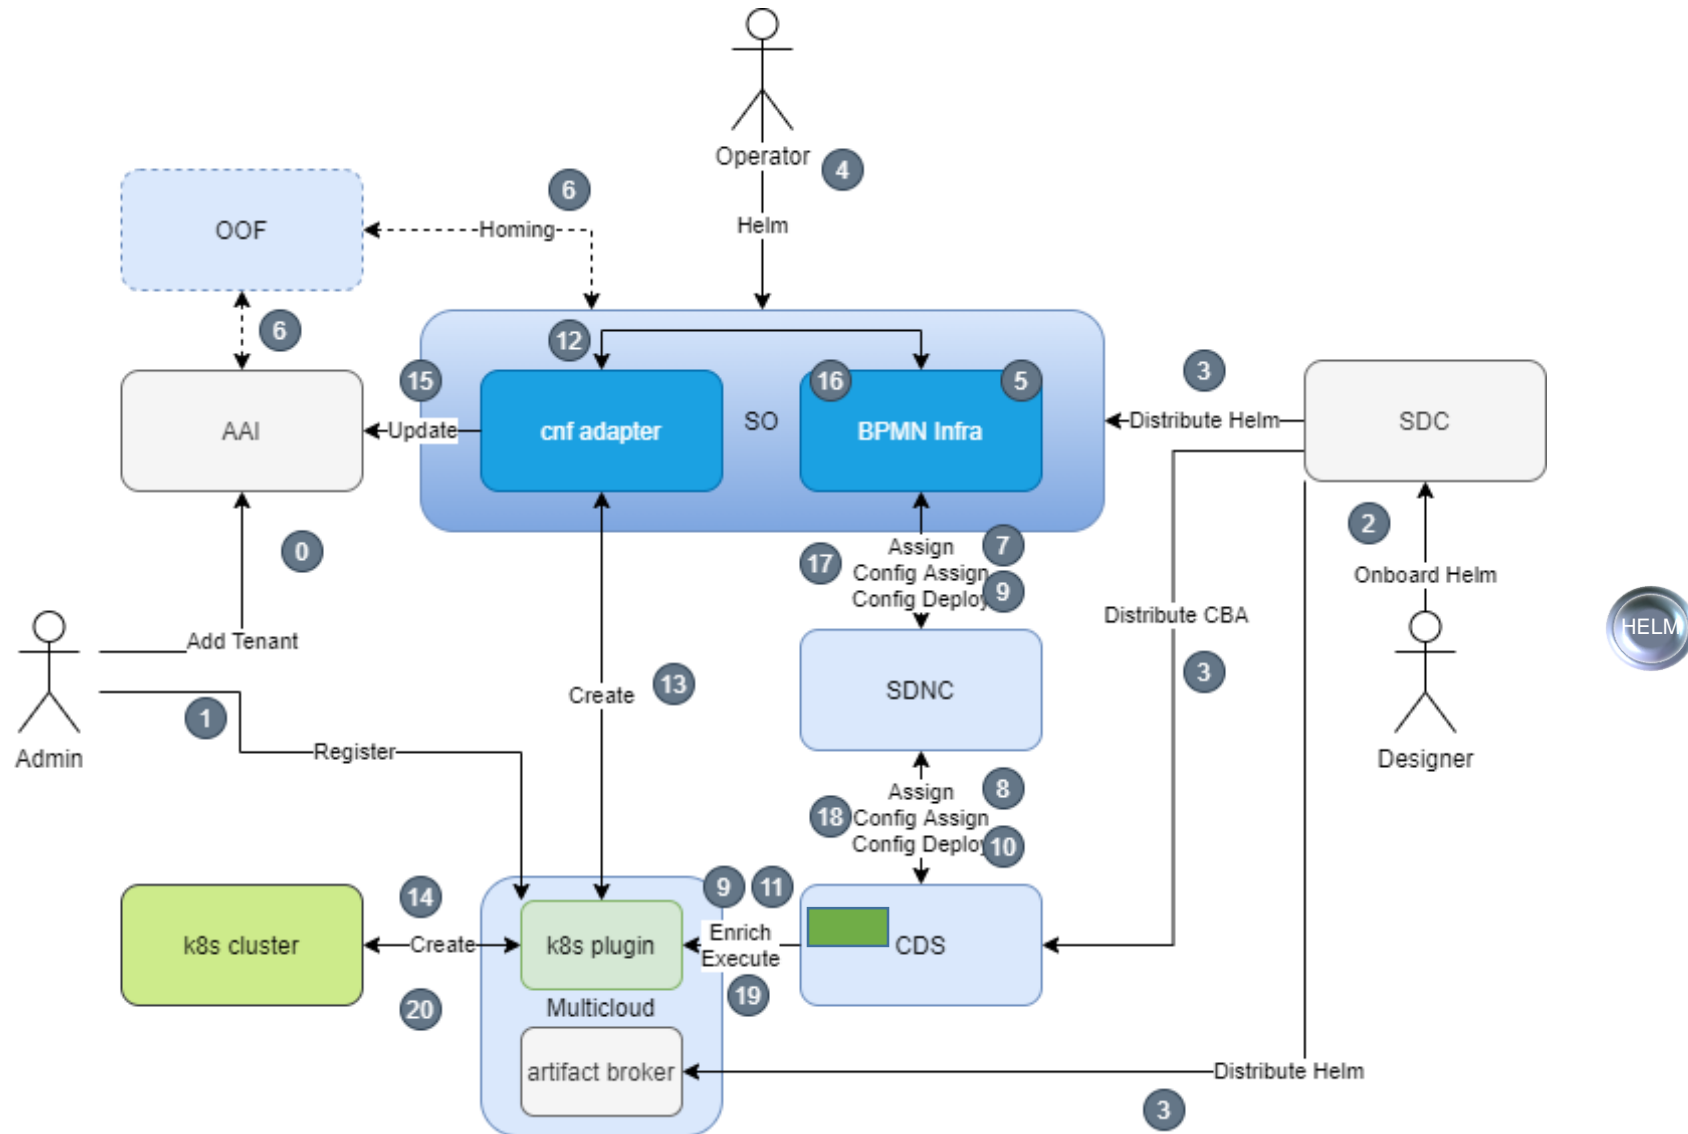 Operator
4
Helm
OOF
Homing
6
6
12
SO
15
Update
cnf adapter
16
5
BPMN Infra
AAI
3
Distribute Helm
SDC
0
Add Tenant
Admin
1
Register
Create
13
17
Assign
Config Assign
Config Deploy
7
9
SDNC
2
Onboard Helm
Designer
HELM
Distribute CBA
3
18
Assign
Config Assign
Config Deploy
8
10
k8s cluster
14
Create
20
k8s plugin
Multicloud
artifact broker
9
11
Enrich
Execute
19
CDS
Distribute Helm
3